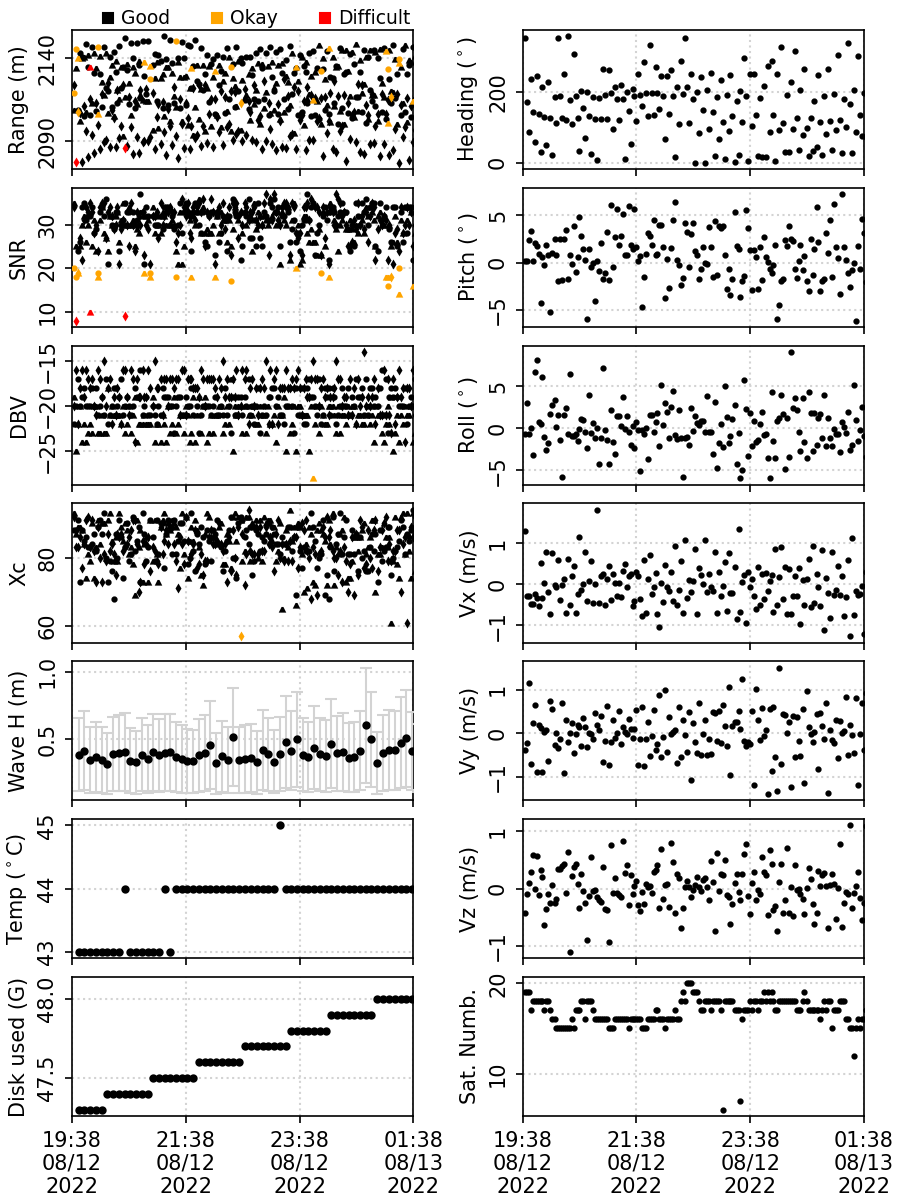 Good Okay Difficult
Range (m)
2140
2090
Heading (°)
200
0
SNR
30
20
10
Pitch (°)
5
0
−5
DBV
−15
−20
−25
Roll (°)
5
0
−5
Xc
80
60
Vx (m/s)
1
0
−1
Wave H (m)
1.0
0.5
Vy (m/s)
1
0
−1
Temp (°C)
45
44
43
Vz (m/s)
1
0
−1
Disk used (G)
48.0
47.5
Sat. Numb.
20
10
19:38 21:38 23:38 01:38 19:38 21:38 23:38 01:38
08/12 08/12 08/12 08/13 08/12 08/12 08/12 08/13
2022 2022 2022 2022 2022 2022 2022 2022